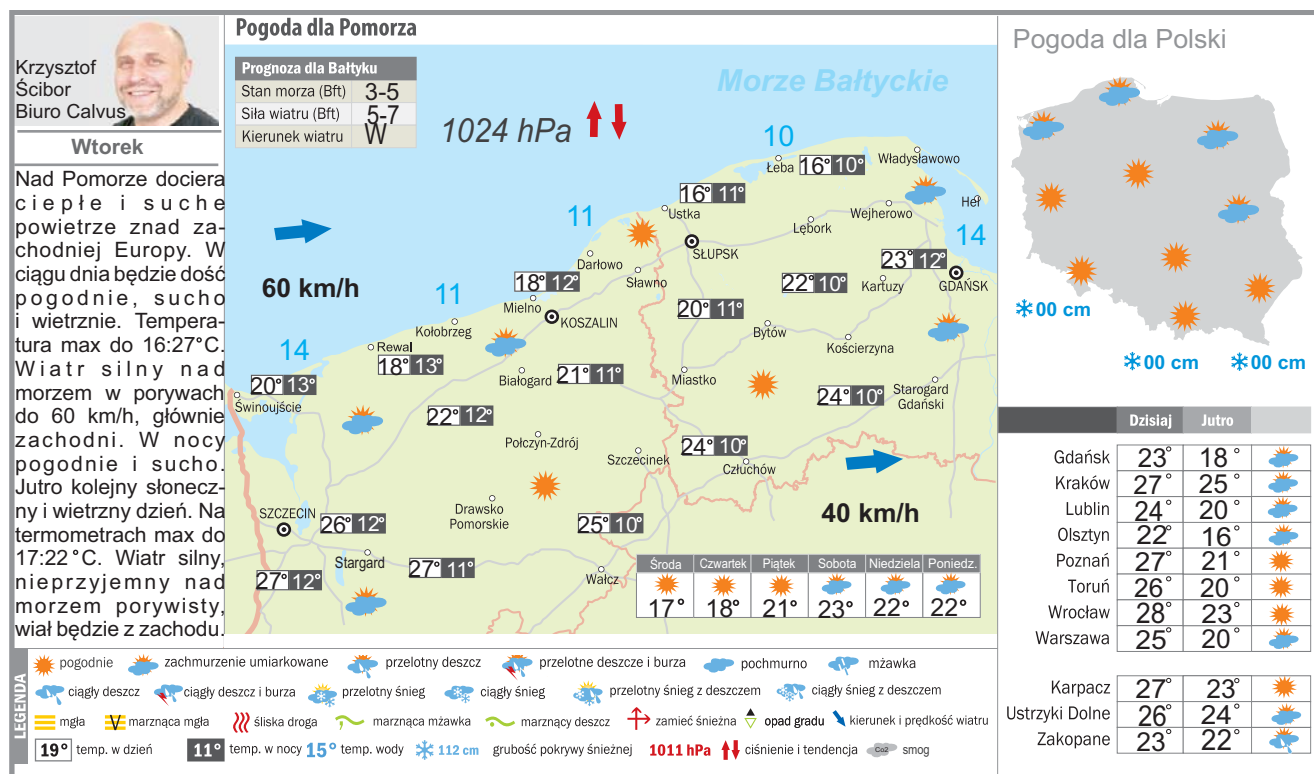 Krzysztof
Ścibor
Biuro Calvus
Wtorek
Nad Pomorze dociera
ciepłe i suche
powietrze znad za-
chodniej Europy. W
ciągu dnia będzie dość
pogodnie, sucho
i wietrznie. Tempera-
tura max do 16:27°C.
Wiatr silny nad
morzem w porywach
do 60 km/h, głównie
zachodni. W nocy
pogodnie i sucho.
Jutro kolejny słonecz-
ny i wietrzny dzień. Na
termometrach max do
17:22°C. Wiatr silny,
nieprzyjemny nad
morzem porywisty,
wiał będzie z zachodu.
Pogoda dla Pomorza
Prognoza dla Bałtyku
Stan morza (Bft) 3-5
Siła wiatru (Bft) 5-7
Kierunek wiatru W
Morze Bałtyckie
1024 hPa
10
Łeba
16° 10°
Władysławowo
16° 11°
Ustka
Wejherowo
Hel
11
Lębork
14
SŁUPSK
23° 12°
Darłowo
60 km/h
18° 12°
Sławno
22° 10°
Kartuzy
GDAŃSK
11
Mielno
KOSZALIN
20° 11°
Kołobrzeg
Bytów
Kościerzyna
14
Rewal
18° 13°
20° 13°
Białogard
21° 11°
Miastko
Świnoujście
24° 10°
Starogard
Gdański
22° 12°
Połczyn-Zdrój
Szczecinek
24° 10°
Człuchów
Drawsko
Pomorskie
40 km/h
SZCZECIN
26° 12°
25° 10°
Stargard
27° 11°
27° 12°
Wałcz
Środa Czwartek Piątek Sobota Niedziela Poniedz.
17° 18° 21° 23° 22° 22°
Pogoda dla Polski
00 cm
00 cm
00 cm
Dzisiaj Jutro
Gdańsk 23° 18°
Kraków 27° 25°
Lublin 24° 20°
Olsztyn 22° 16°
Poznań 27° 21°
Toruń 26° 20°
Wrocław 28° 23°
Warszawa 25° 20°
Karpacz 27° 23°
Ustrzyki Dolne 26° 24°
Zakopane 23° 22°
LEGENDA
pogodnie zachmurzenie umiarkowane przelotny deszcz przelotne deszcze i burza pochmurno mżawka
ciągły deszcz ciągły deszcz i burza przelotny śnieg ciągły śnieg przelotny śnieg z deszczem ciągły śnieg z deszczem
mgła marznąca mgła śliska droga marznąca mżawka marznący deszcz zamieć śnieżna opad gradu kierunek i prędkość wiatru
19° temp. w dzień 11° temp. w nocy 15° temp. wody 112 cm grubość pokrywy śnieżnej 1011 hPa ciśnienie i tendencja Co2 smog